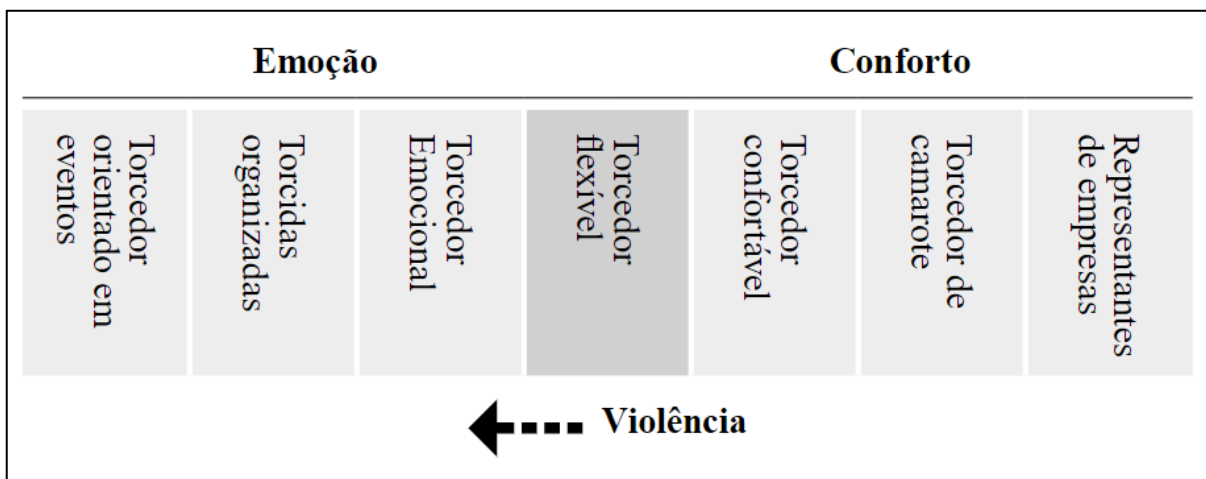 Emoção
Conforto
Torcedor
orientado em
eventos
Torcidas
organizadas
Torcedor
Emocional
Torcedor
flexível
Torcedor
confortável
Torcedor de
camarote
Representantes
de empresas
Violência